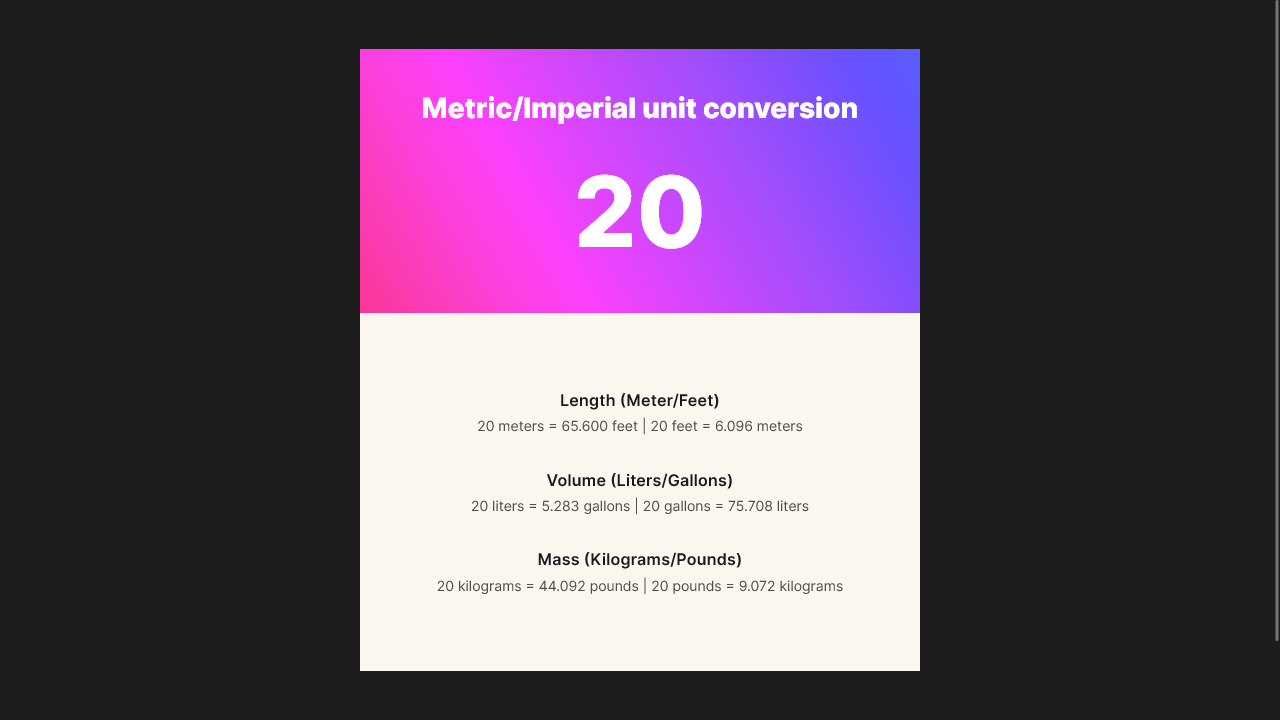 Metric/Imperial unit conversion
20
Length (Meter/Feet)
20 meters = 65.600 feet | 20 feet = 6.096 meters
Volume (Liters/Gallons)
20 liters = 5.283 gallons | 20 gallons = 75.708 liters
Mass (Kilograms/Pounds)
20 kilograms = 44.092 pounds | 20 pounds = 9.072 kilograms